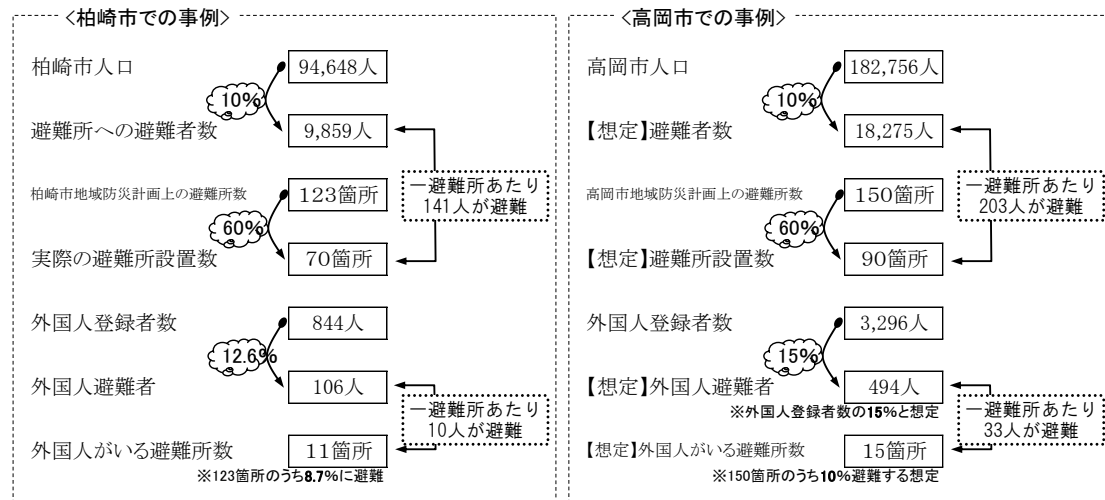 <柏崎市での事例>
柏崎市人口
94,648人
10%
避難所への避難者数
9,859人
柏崎市地域防災計画上の避難所数
123箇所
一避難所あたり
141人が避難
60%
実際の避難所設置数
70箇所
外国人登録者数
844人
12.6%
外国人避難者
106人
一避難所あたり
10人が避難
外国人がいる避難所数
11箇所
※123箇所のうち8.7%に避難
<高岡市での事例>
高岡市人口
182,756人
10%
【想定】避難者数
18,275人
高岡市地域防災計画上の避難所数
150箇所
一避難所あたり
203人が避難
60%
【想定】避難所設置数
90箇所
外国人登録者数
3,296人
15%
【想定】外国人避難者
494人
※外国人登録者数の15%と想定
一避難所あたり
33人が避難
【想定】外国人がいる避難所数
15箇所
※150箇所のうち10%避難する想定